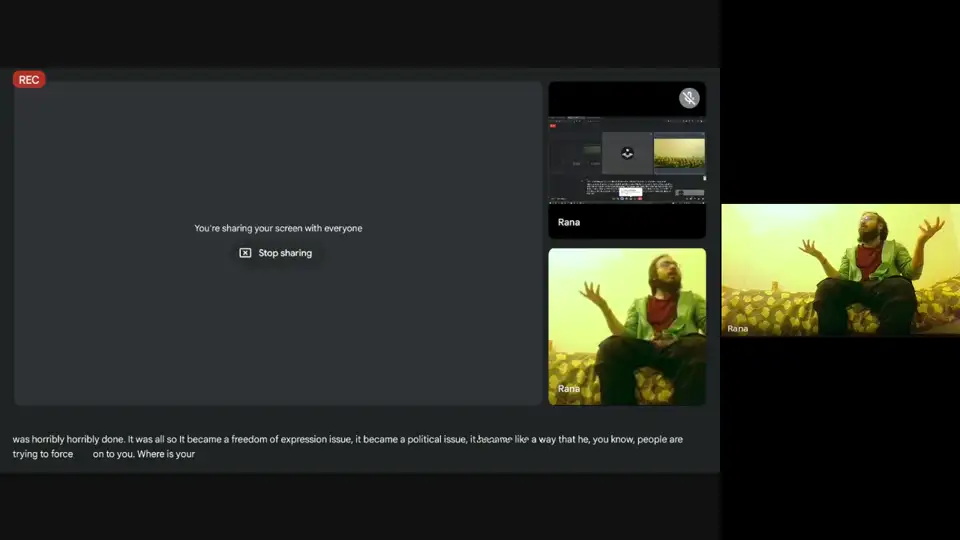 REC
You're sharing your screen with everyone
Stop sharing
Rana
Rana
Rana
was horribly horribly done. It was all so It became a freedom of expression issue, it became a political issue, it became like a way that he, you know, people are
trying to force on to you. Where is your